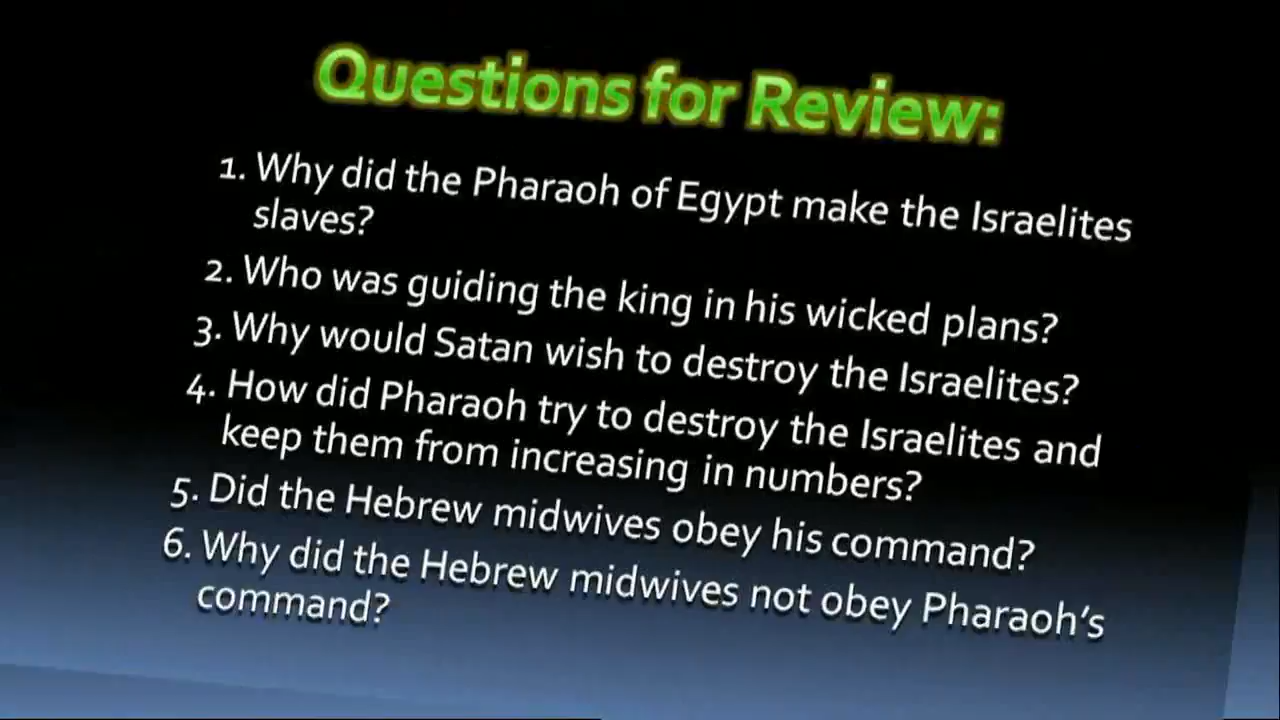 Questions for Review:
1. Why did the Pharaoh of Egypt make the Israelites
slaves?
2. Who was guiding the king in his wicked plans?
3. Why would Satan wish to destroy the Israelites?
4. How did Pharaoh try to destroy the Israelites and
keep them from increasing in numbers?
5. Did the Hebrew midwives obey his command?
6. Why did the Hebrew midwives not obey Pharaoh's
command?